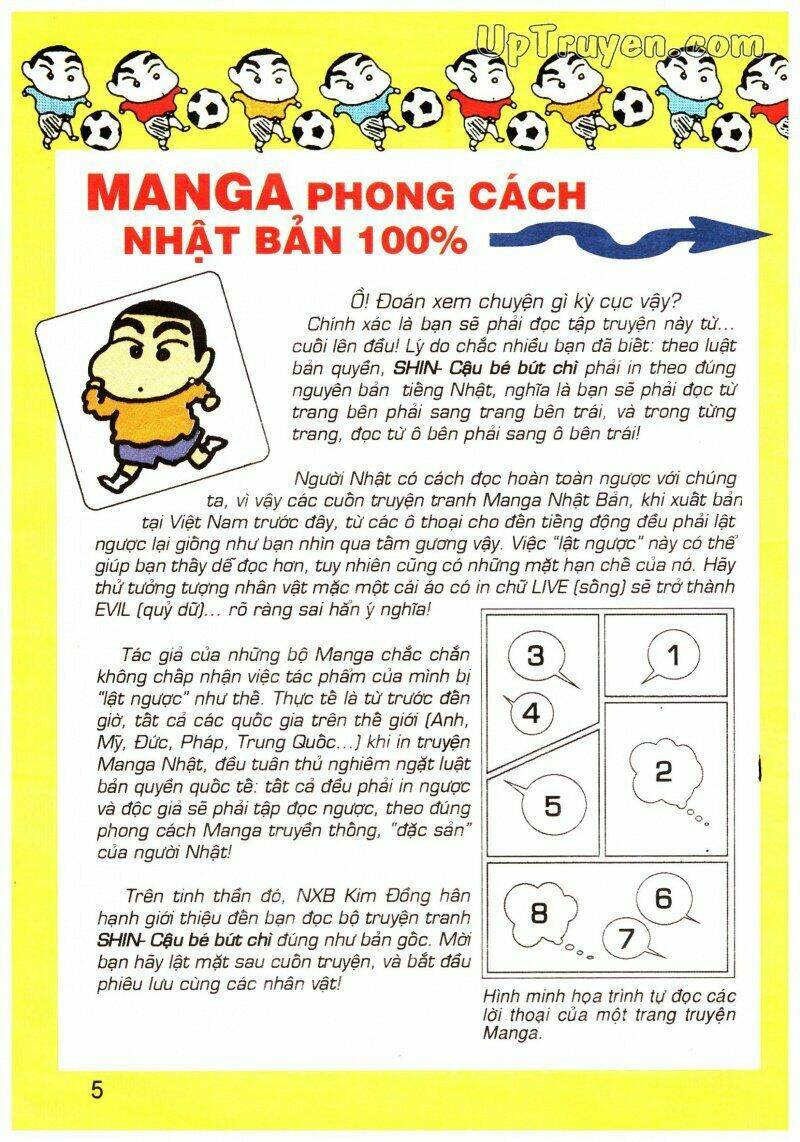 UpTruyen.com
MANGA PHONG CÁCH
NHẬT BẢN 100%
Ồ! Đoán xem chuyện gì kỳ cục vậy?
Chính xác là bạn sẽ phải đọc tập truyện này từ...
cuối lên đầu! Lý do chắc nhiều bạn đã biết: theo luật
bản quyền, SHIN- Cậu bé bút chì phải in theo đúng
nguyên bản tiếng Nhật, nghĩa là bạn sẽ phải đọc từ
trang bên phải sang trang bên trái, và trong từng
trang, đọc từ ô bên phải sang ô bên trái!
Người Nhật có cách đọc hoàn toàn ngược với chúng
ta, vì vậy các cuốn truyện tranh Manga Nhật Bản, khi xuất bản
tại Việt Nam trước đây, từ các ô thoại cho đến tiếng động đều phải lật
ngược lại giống như bạn nhìn qua tấm gương vậy. Việc "lật ngược" này có thể
giúp bạn thấy dễ đọc hơn, tuy nhiên cũng có những mặt hạn chế của nó. Hãy
thử tưởng tượng nhân vật mặc một cái áo có in chữ LIVE (sống) sẽ trở thành
EVIL (quỷ dữ)... rõ ràng sai hẳn ý nghĩa!
Tác giả của những bộ Manga chắc chắn
không chấp nhận việc tác phẩm của mình bị
"lật ngược" như thế. Thực tế là từ trước đến
giờ, tất cả các quốc gia trên thế giới (Anh,
Mỹ, Đức, Pháp, Trung Quốc...) khi in truyện
Manga Nhật, đều tuân thủ nghiêm ngặt luật
bản quyền quốc tế: tất cả đều phải in ngược
và độc giả sẽ phải tập đọc ngược, theo đúng
phong cách Manga truyền thống, "đặc sản"
của người Nhật!
Trên tinh thần đó, NXB Kim Đồng hân
hạnh giới thiệu đến bạn đọc bộ truyện tranh
SHIN- Cậu bé bút chì đúng như bản gốc. Mời
bạn hãy lật mặt sau cuốn truyện, và bắt đầu
phiêu lưu cùng các nhân vật!
1
2
3
4
5
6
7
8
Hình minh họa trình tự đọc các
lời thoại của một trang truyện
Manga.
5